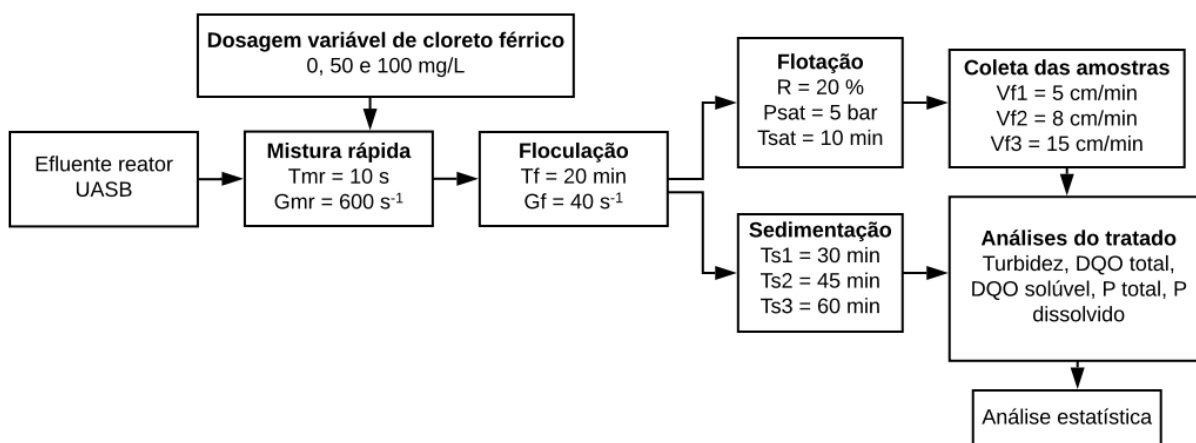 Dosagem variável de cloreto férrico
0, 50 e 100 mg/L
Efluente reator
UASB
Mistura rápida
Tmr = 10 s
Gmr = 600 s⁻¹
Floculação
Tf = 20 min
Gf = 40 s⁻¹
Flotação
R = 20 %
Psat = 5 bar
Tsat = 10 min
Coleta das amostras
Vf1 = 5 cm/min
Vf2 = 8 cm/min
Vf3 = 15 cm/min
Sedimentação
Ts1 = 30 min
Ts2 = 45 min
Ts3 = 60 min
Análises do tratado
Turbidez, DQO total,
DQO solúvel, P total, P
dissolvido
Análise estatística